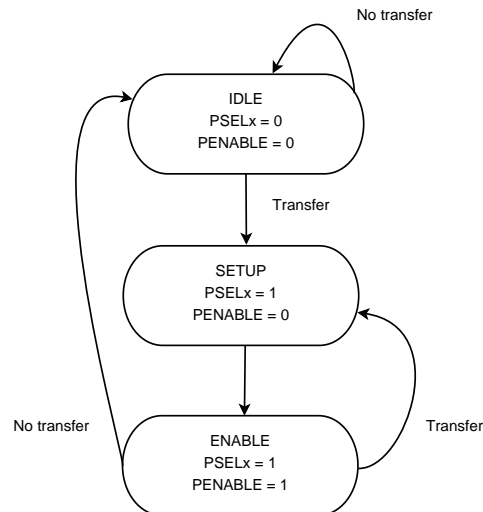 No transfer
IDLE
PSELx = 0
PENABLE = 0
Transfer
SETUP
PSELx = 1
PENABLE = 0
No transfer
Transfer
ENABLE
PSELx = 1
PENABLE = 1